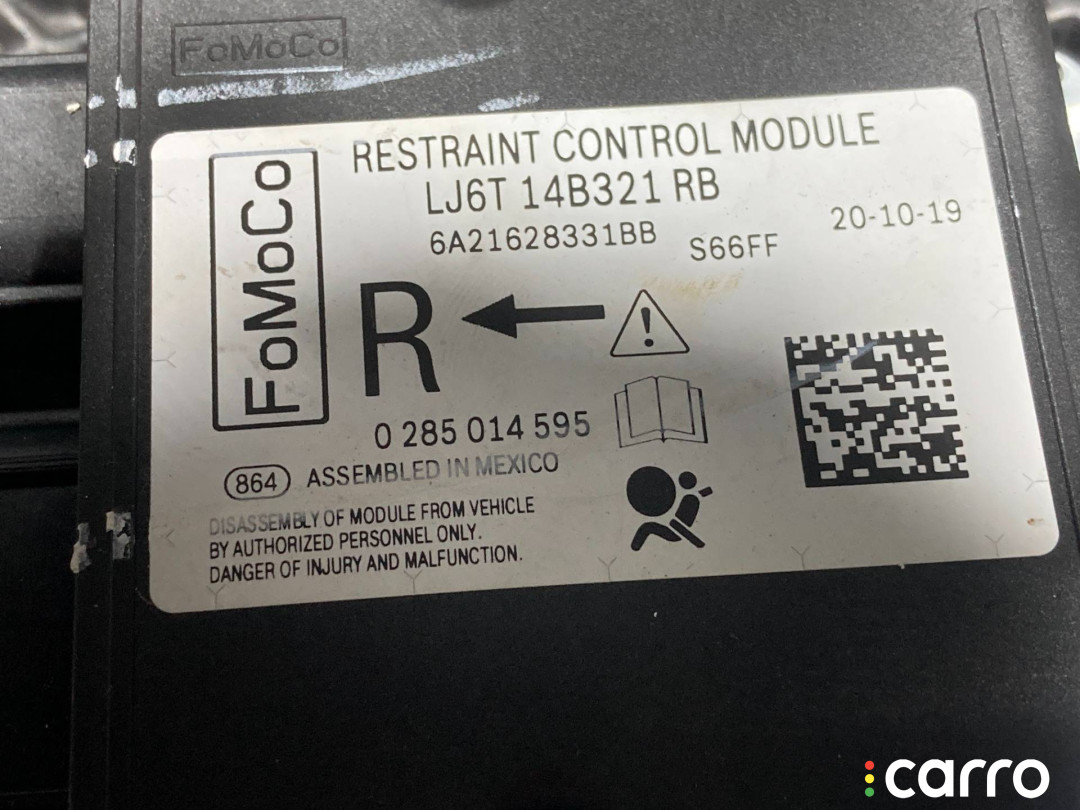 FoMoCo
FoMoCo
RESTRAINT CONTROL MODULE
LJ6T 14B321 RB
6A21628331BB S66FF 20-10-19
R
0 285 014 595
864 ASSEMBLED IN MEXICO
DISASSEMBLY OF MODULE FROM VEHICLE
BY AUTHORIZED PERSONNEL ONLY.
DANGER OF INJURY AND MALFUNCTION.
carro